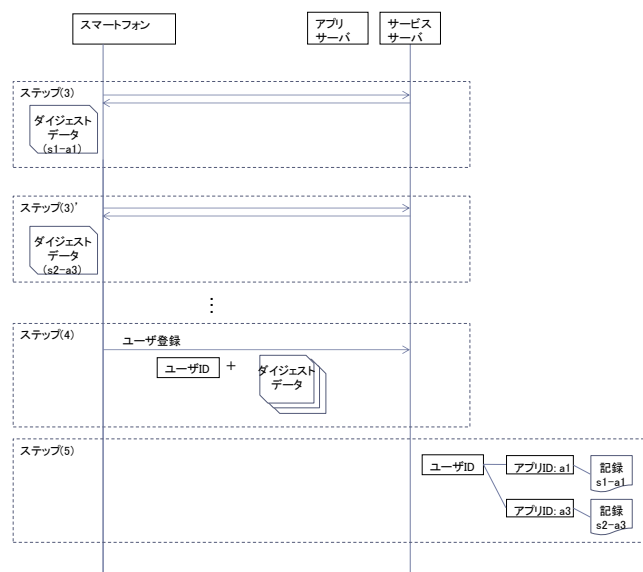 スマートフォン
アプリ
サーバ
サービス
サーバ
ステップ(3)
ダイジェスト
データ
(s1-a1)
ステップ(3)'
ダイジェスト
データ
(s2-a3)
⋮
ステップ(4)
ユーザ登録
ユーザID
+
ダイジェスト
データ
ステップ(5)
ユーザID
アプリID: a1
記録
s1-a1
アプリID: a3
記録
s2-a3